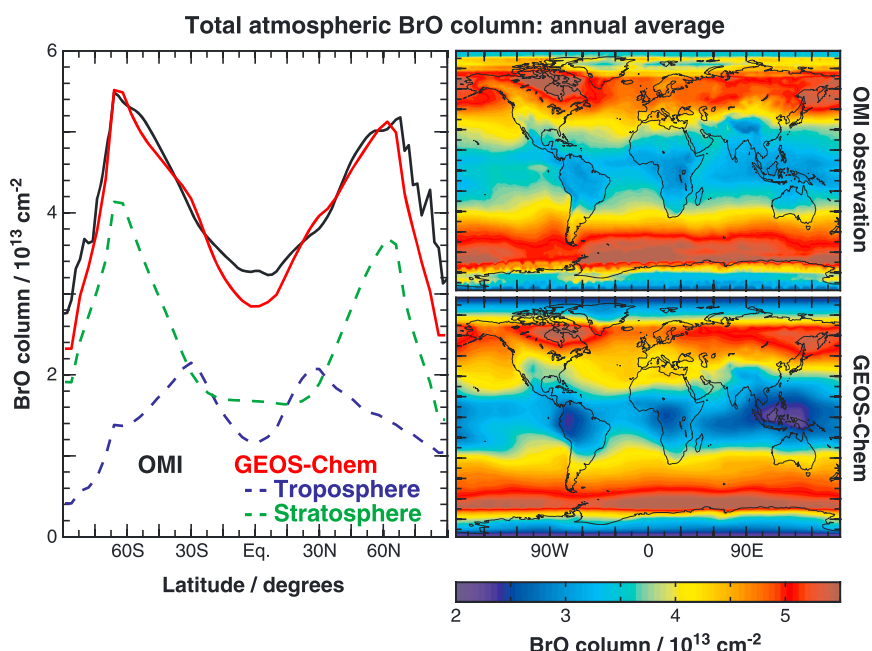 Total atmospheric BrO column: annual average
BrO column / 10¹³ cm⁻²
6
4
2
0
OMI
GEOS-Chem
Troposphere
Stratosphere
60S
30S
Eq.
30N
60N
Latitude / degrees
OMI observation
GEOS-Chem
90W
0
90E
2
3
4
5
BrO column / 10¹³ cm⁻²